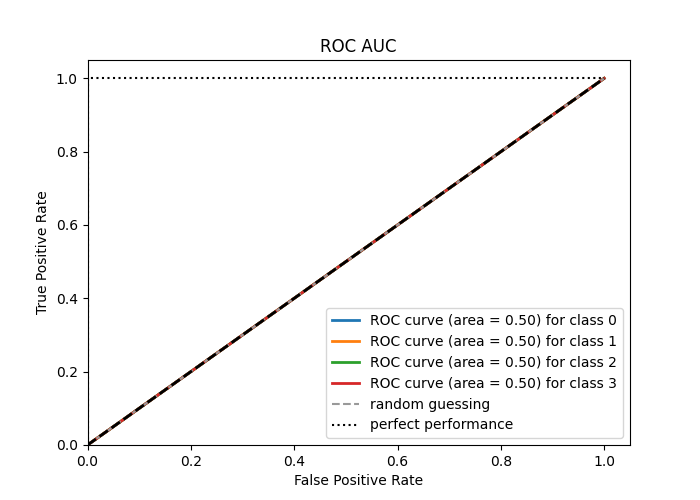 ROC AUC
True Positive Rate
1.0
0.8
0.6
0.4
0.2
0.0
ROC curve (area = 0.50) for class 0
ROC curve (area = 0.50) for class 1
ROC curve (area = 0.50) for class 2
ROC curve (area = 0.50) for class 3
random guessing
perfect performance
0.0 0.2 0.4 0.6 0.8 1.0
False Positive Rate